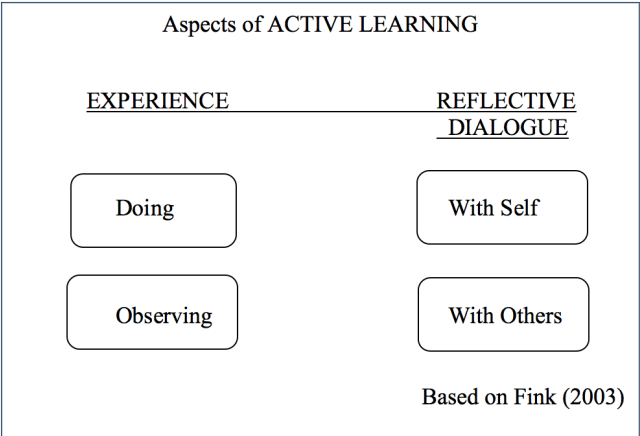 Aspects of ACTIVE LEARNING
EXPERIENCE REFLECTIVE
DIALOGUE
Doing With Self
Observing With Others
Based on Fink (2003)